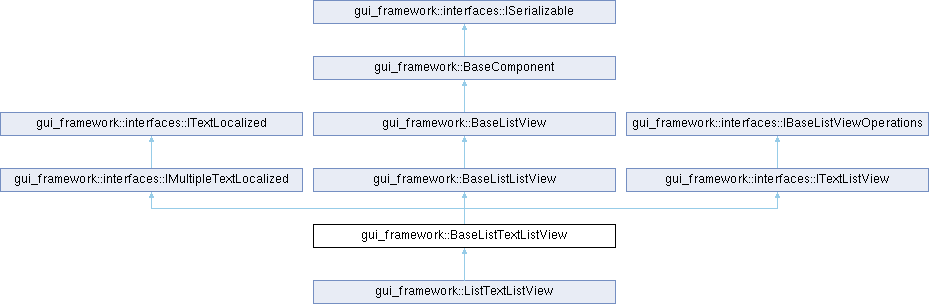 gui_framework::interfaces::ISerializable
gui_framework::BaseComponent
gui_framework::interfaces::ITextLocalized
gui_framework::BaseListView
gui_framework::interfaces::IBaseListViewOperations
gui_framework::interfaces::IMultipleTextLocalized
gui_framework::BaseListListView
gui_framework::interfaces::ITextListView
gui_framework::BaseListTextListView
gui_framework::ListTextListView